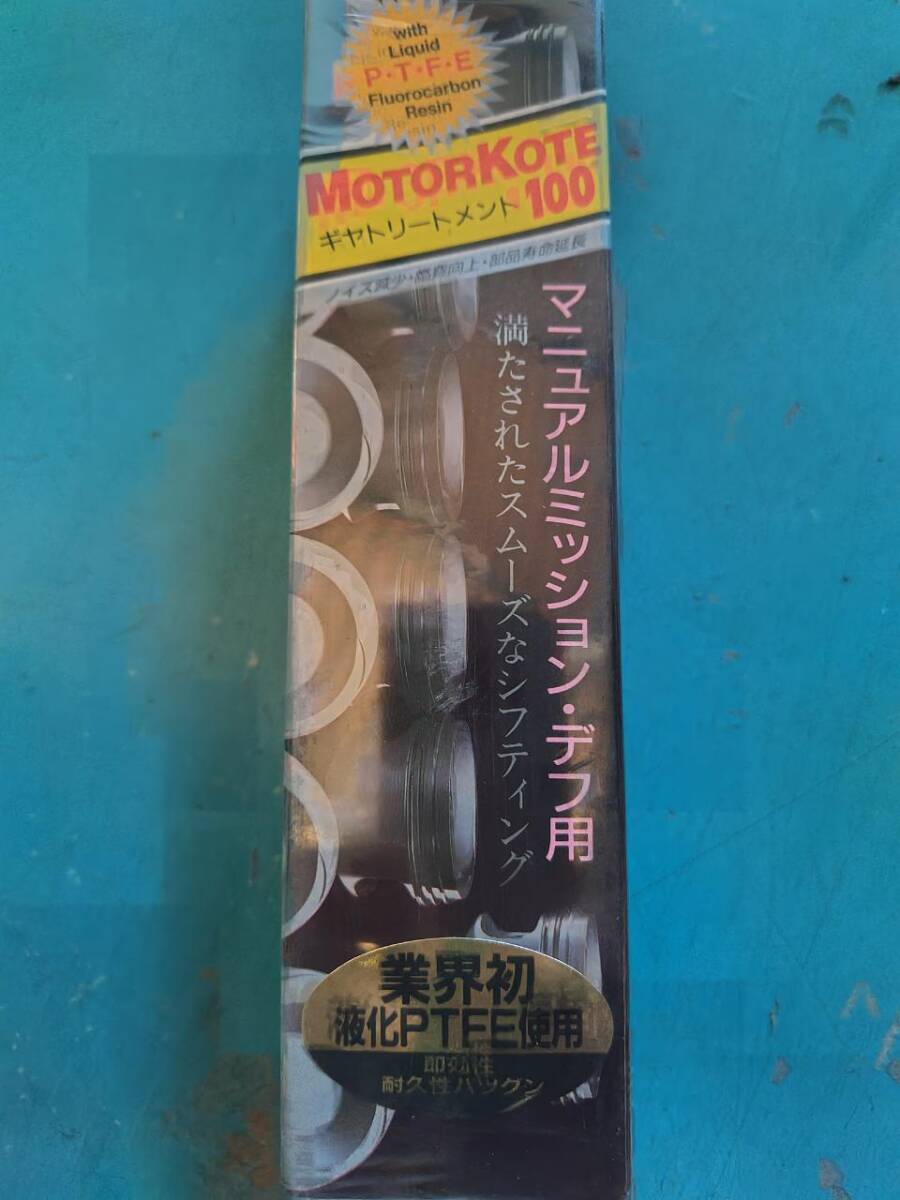 with
Liquid
P・T・F・E
Fluorocarbon
Resin
MOTORKOTE
ギヤトリートメント 100
ノイズ減少・燃費向上・部品寿命延長
マニュアルミッション・デフ用
満たされたスムーズなシフティング
業界初
液化PTFE使用
即効性
耐久性バツグン